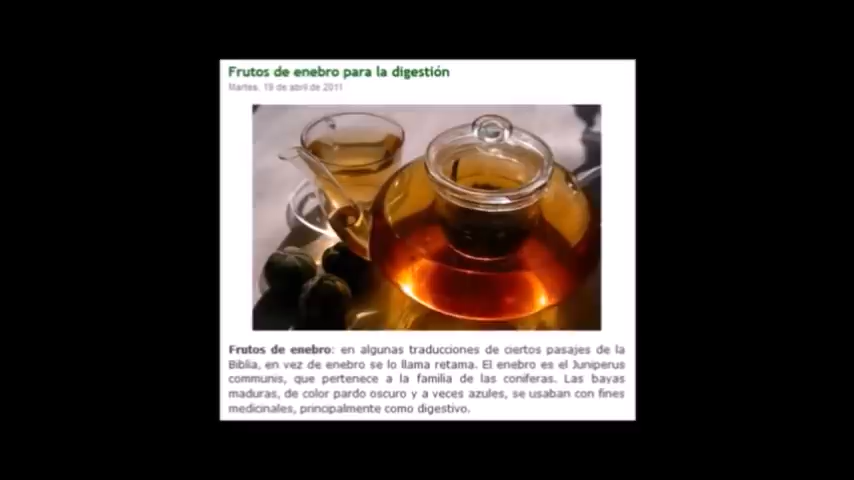 Frutos de enebro para la digestión
Martes, 19 de abril de 2011
Frutos de enebro: en algunas traducciones de ciertos pasajes de la
Biblia, en vez de enebro se lo llama retama. El enebro es el Juniperus
communis, que pertenece a la familia de las coníferas. Las bayas
maduras, de color pardo oscuro y a veces azules, se usaban con fines
medicinales, principalmente como digestivo.